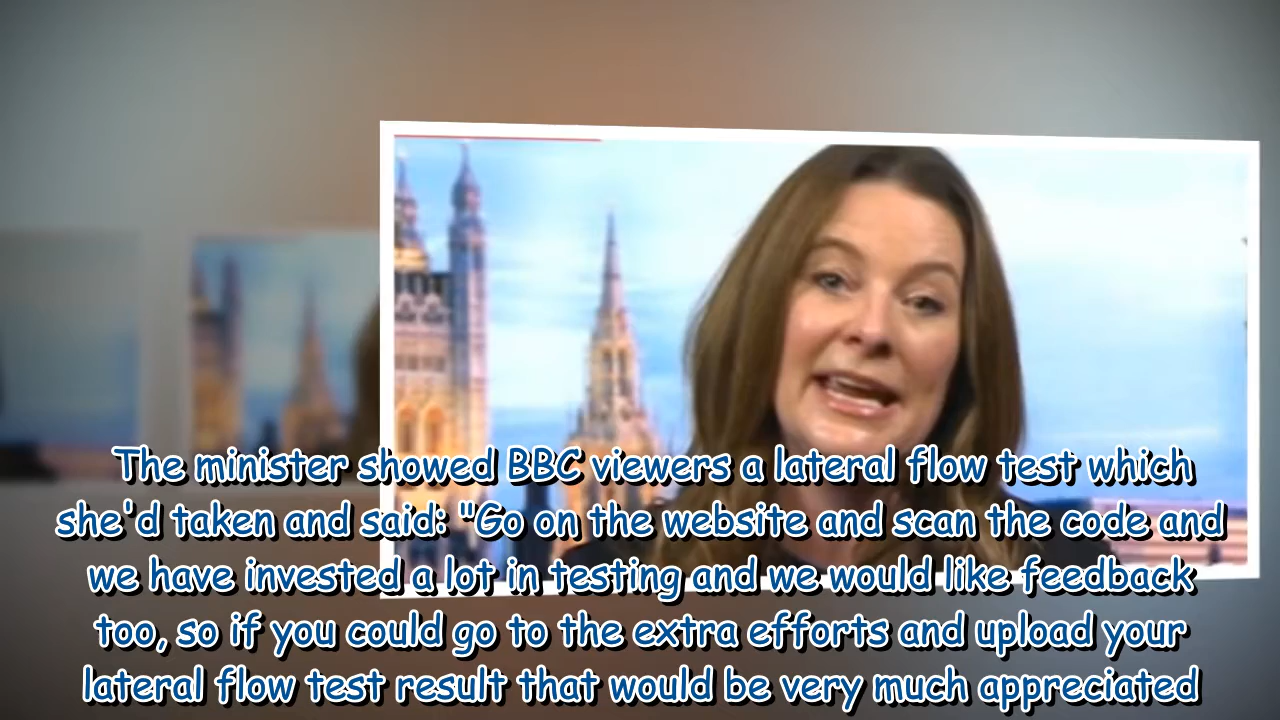 The minister showed BBC viewers a lateral flow test which
she'd taken and said: "Go on the website and scan the code and
we have invested a lot in testing and we would like feedback
too, so if you could go to the extra efforts and upload your
lateral flow test result that would be very much appreciated